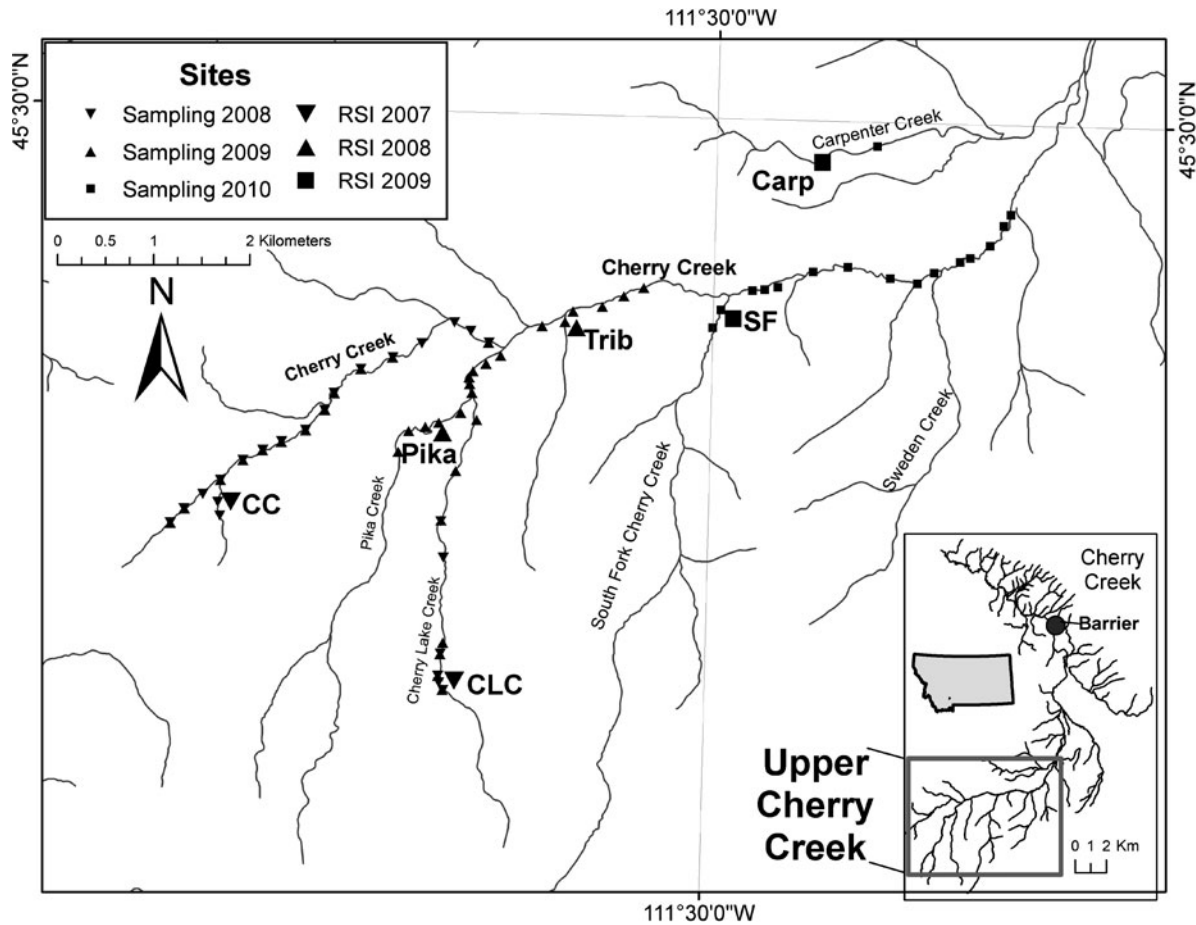 111°30'0"W
45°30'0"N
45°30'0"N
Sites
Sampling 2008
RSI 2007
Sampling 2009
RSI 2008
Sampling 2010
RSI 2009
0 0.5 1 2 Kilometers
N
Carpenter Creek
Carp
Cherry Creek
SF
Trib
Cherry Creek
Pika
CC
Pika Creek
Cherry Lake Creek
CLC
South Fork Cherry Creek
Sweden Creek
Cherry
Creek
Barrier
Upper
Cherry
Creek
0 1 2 Km
111°30'0"W